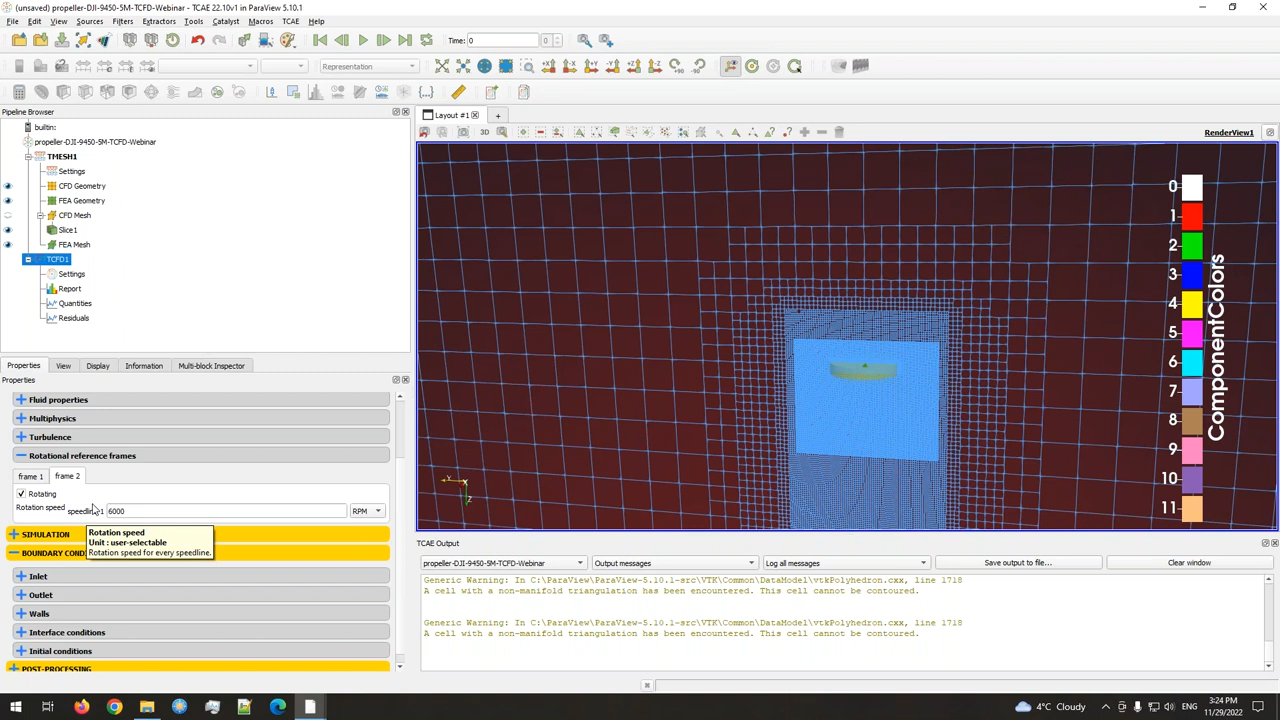 (unsaved) propeller-DJI-9450-5M-TCFD-Webinar - TCAE 22.10v1 in ParaView 5.10.1
File Edit View Sources Filters Extractors Tools Catalyst Macros TCAE Help
Time: 0 0
Representation
Pipeline Browser
builtin:
propeller-DJI-9450-5M-TCFD-Webinar
TMESH1
Settings
CFD Geometry
FEA Geometry
CFD Mesh
Slice1
FEA Mesh
TCFD1
Settings
Report
Quantities
Residuals
Properties View Display Information Multi-block Inspector
Properties
Fluid properties
Multiphysics
Turbulence
Rotational reference frames
frame 1 frame 2
Rotating
Rotation speed speedline 1 6000 RPM
SIMULATION
BOUNDARY COND
Rotation speed
Unit : user-selectable
Rotation speed for every speedline.
Inlet
Outlet
Walls
Interface conditions
Initial conditions
POST-PROCESSING
Layout #1
3D
RenderView1
0
1
2
3
4
5
6
7
8
9
10
11
ComponentColors
Y X
Z
TCAE Output
propeller-DJI-9450-5M-TCFD-Webinar Output messages Log all messages Save output to file... Clear window
Generic Warning: In C:\ParaView\ParaView-5.10.1-src\VTK\Common\DataModel\vtkPolyhedron.cxx, line 1718
A cell with a non-manifold triangulation has been encountered. This cell cannot be contoured.
Generic Warning: In C:\ParaView\ParaView-5.10.1-src\VTK\Common\DataModel\vtkPolyhedron.cxx, line 1718
A cell with a non-manifold triangulation has been encountered. This cell cannot be contoured.
4°C Cloudy ENG
3:24 PM
11/29/2022